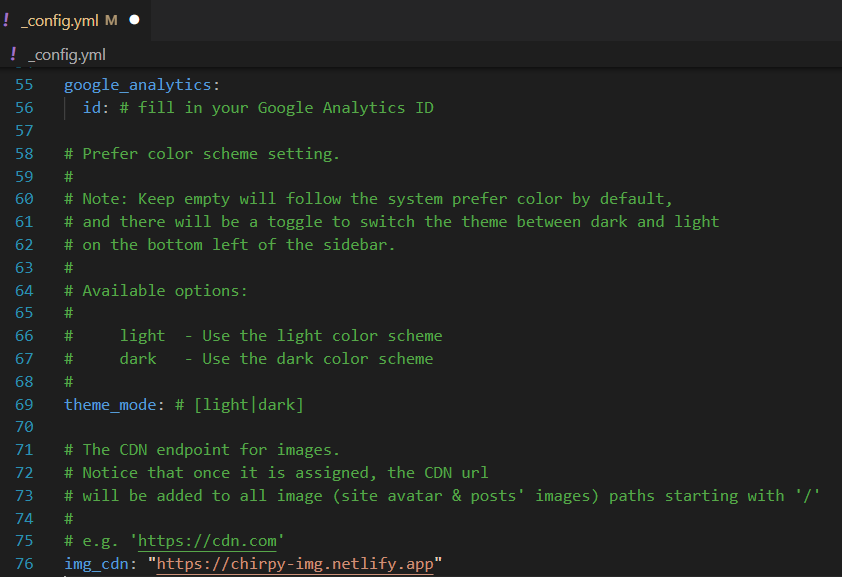 ! _config.yml M
! _config.yml
55 google_analytics:
56 id: # fill in your Google Analytics ID
57
58 # Prefer color scheme setting.
59 #
60 # Note: Keep empty will follow the system prefer color by default,
61 # and there will be a toggle to switch the theme between dark and light
62 # on the bottom left of the sidebar.
63 #
64 # Available options:
65 #
66 # light - Use the light color scheme
67 # dark - Use the dark color scheme
68 #
69 theme_mode: # [light|dark]
70
71 # The CDN endpoint for images.
72 # Notice that once it is assigned, the CDN url
73 # will be added to all image (site avatar & posts' images) paths starting with '/'
74 #
75 # e.g. 'https://cdn.com'
76 img_cdn: "https://chirpy-img.netlify.app"